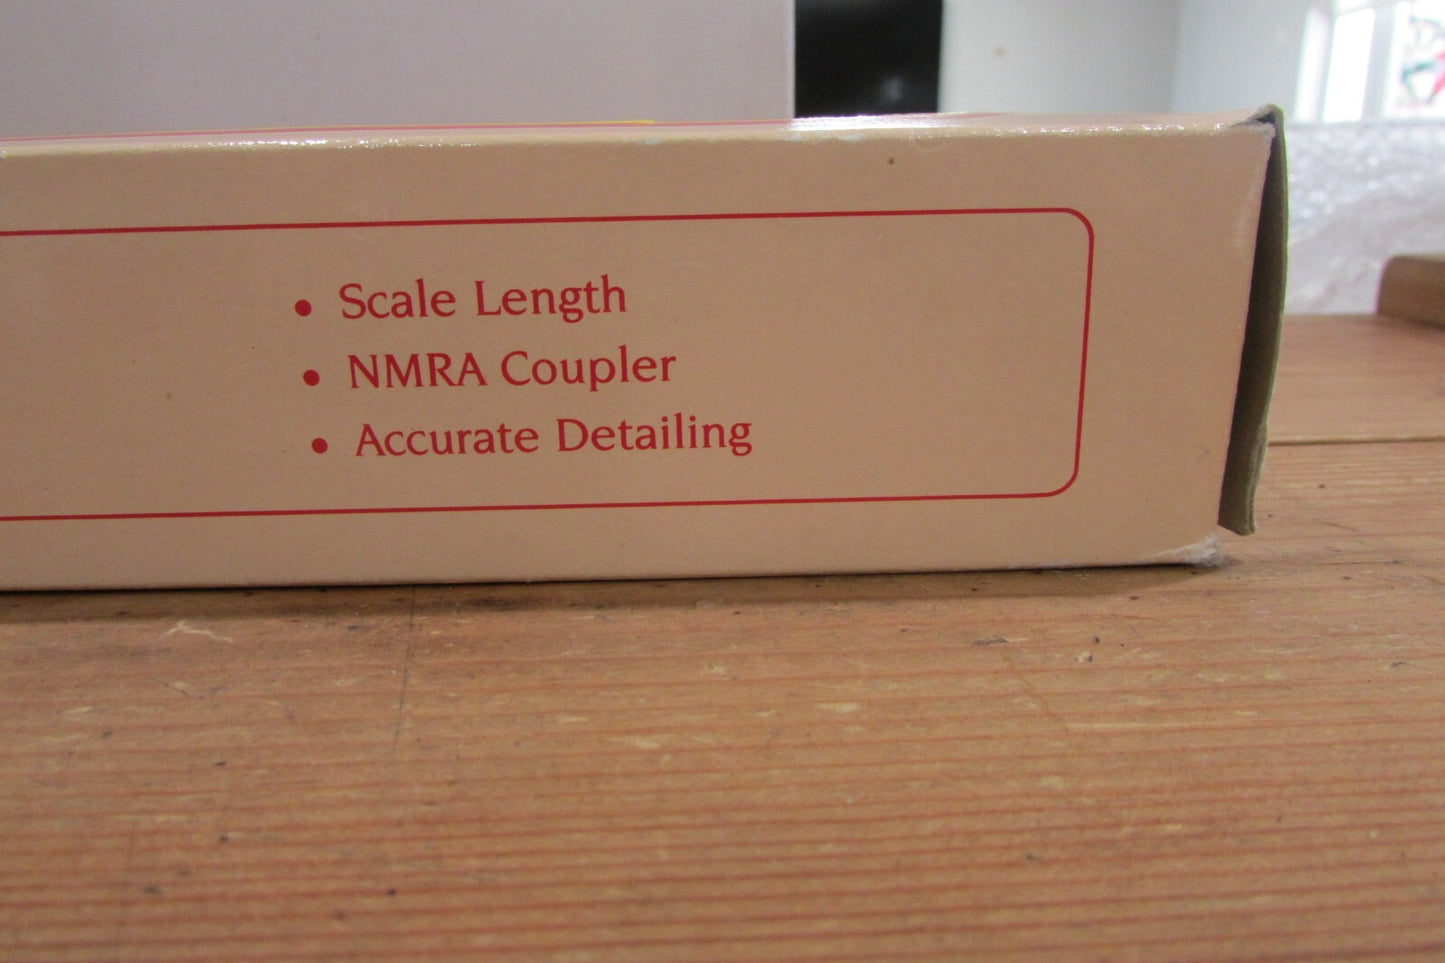 • Scale Length
• NMRA Coupler
• Accurate Detailing